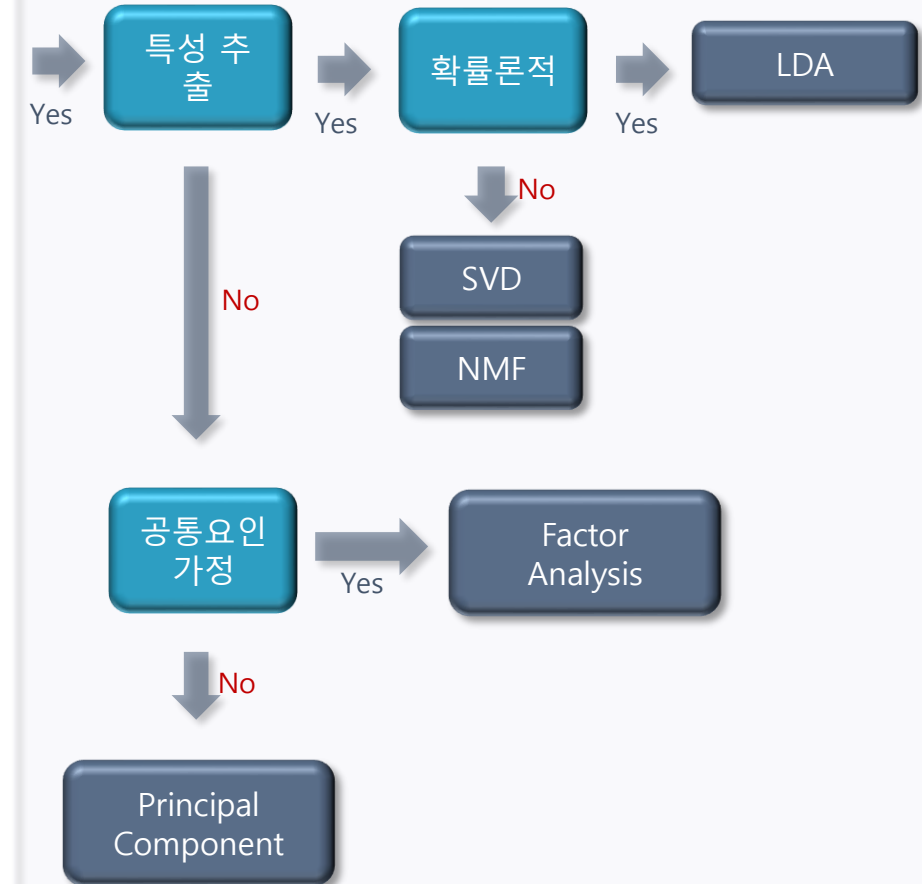 특성 추
출
확률론적
LDA
Yes
Yes
Yes
No
SVD
No
NMF
공통요인
가정
Factor
Analysis
Yes
No
Principal
Component